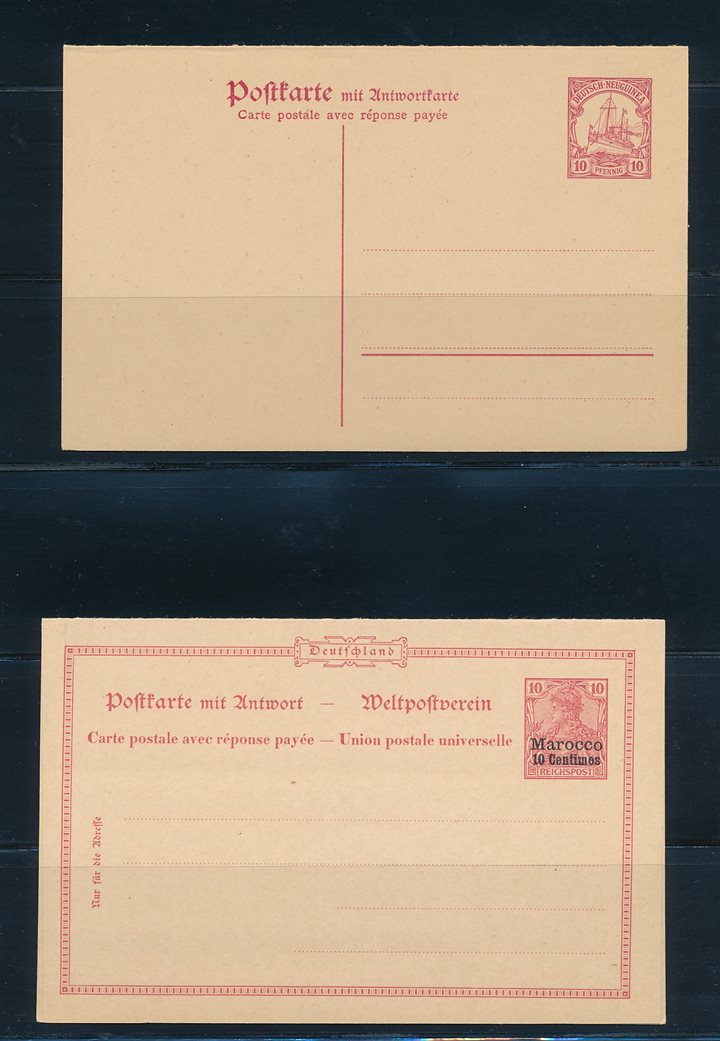 Postkarte mit Antwortkarte
Carte postale avec réponse payée
DEUTSCH-NEUGUINEA
10 PFENNIG 10
Deutschland
Postkarte mit Antwort — Weltpostverein
Carte postale avec réponse payée — Union postale universelle
10 10
Marocco
10 Centimos
REICHSPOST
Nur für die Adresse